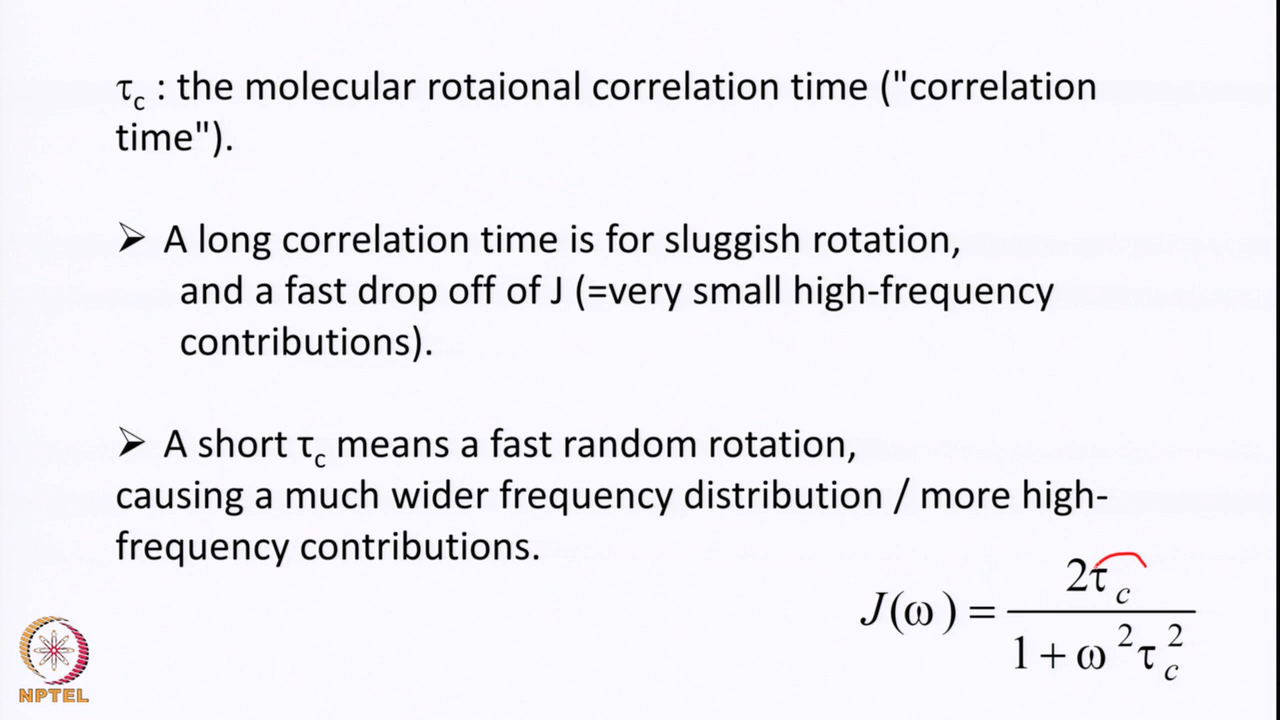 τc : the molecular rotaional correlation time ("correlation
time").
➢ A long correlation time is for sluggish rotation,
and a fast drop off of J (=very small high-frequency
contributions).
➢ A short τc means a fast random rotation,
causing a much wider frequency distribution / more high-
frequency contributions.
J(ω) = 2τc / (1 + ω²τc²)
NPTEL